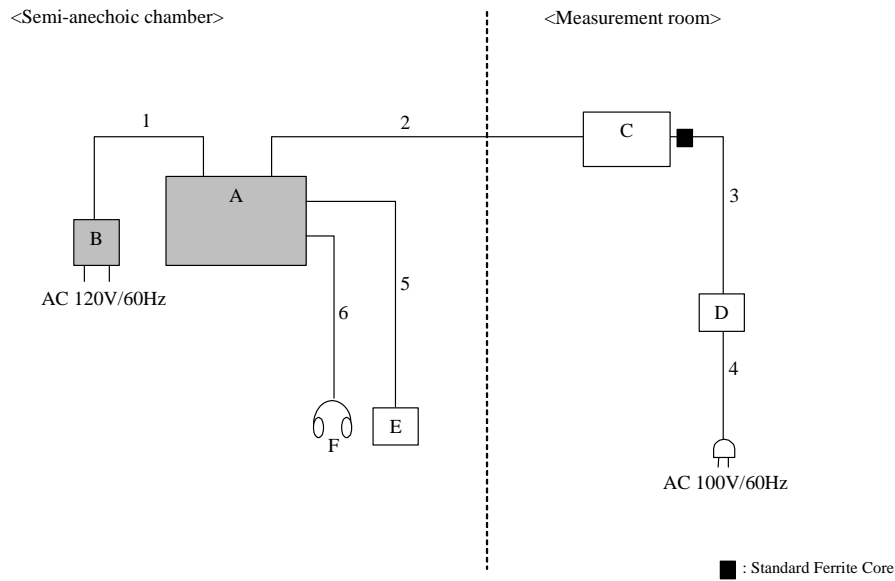 <Semi-anechoic chamber>
<Measurement room>
1
2
C
A
3
B
5
D
AC 120V/60Hz
6
4
E
F
AC 100V/60Hz
: Standard Ferrite Core